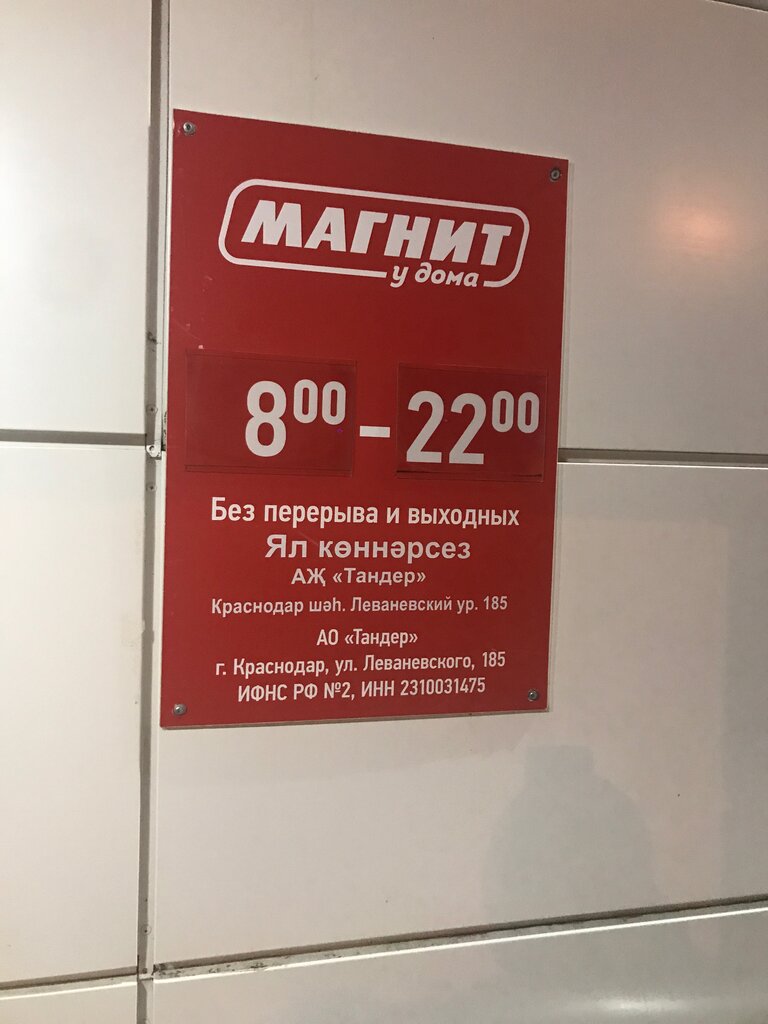 МАГНИТ
у дома
8⁰⁰ – 22⁰⁰
Без перерыва и выходных
Ял көннәрсез
АҖ «Тандер»
Краснодар шәһ. Леваневский ур. 185
АО «Тандер»
г. Краснодар, ул. Леваневского, 185
ИФНС РФ №2, ИНН 2310031475